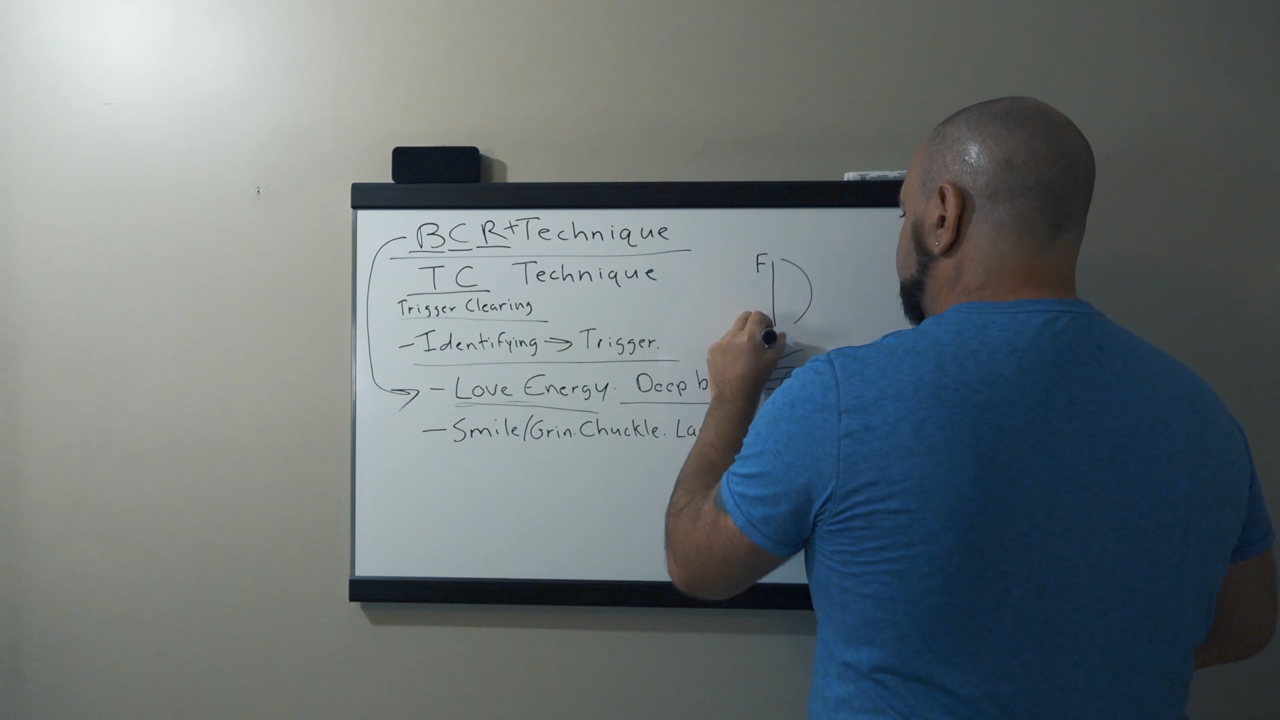 BCR+Technique
TC Technique
Trigger Clearing
- Identifying → Trigger.
- Love Energy. Deep b
- Smile/Grin.Chuckle. La
F